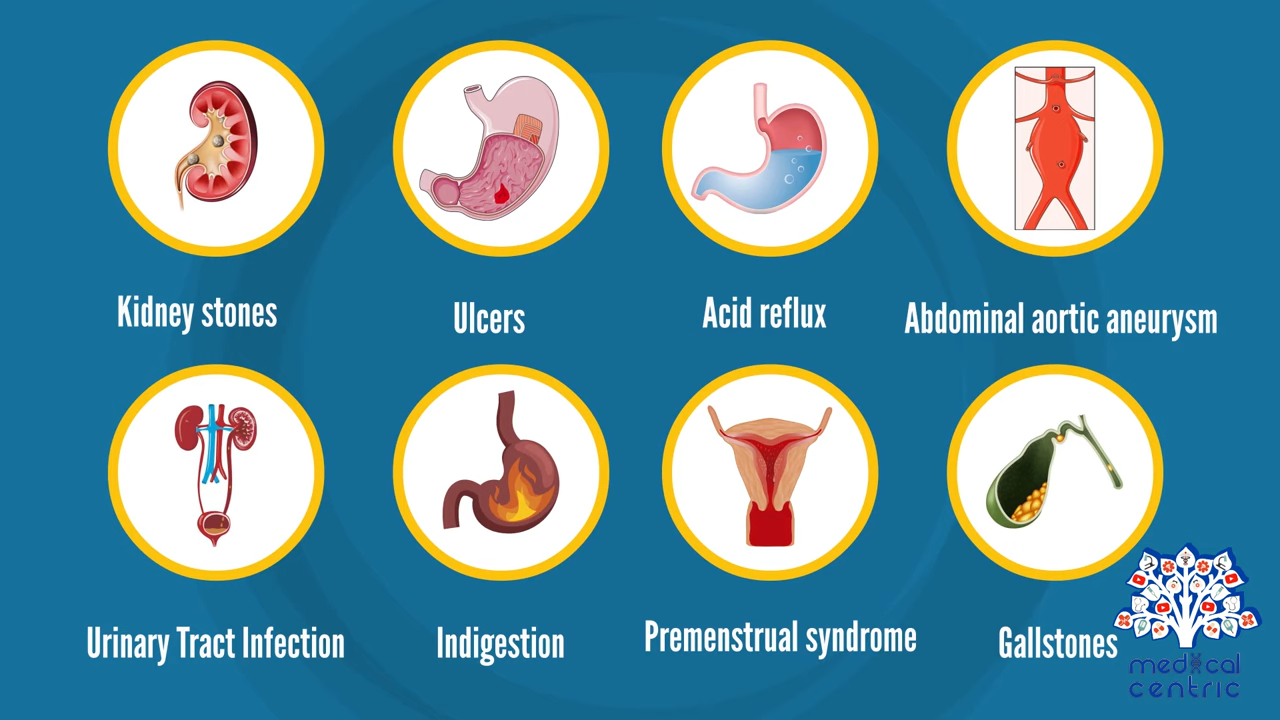 Kidney stones
Ulcers
Acid reflux
Abdominal aortic aneurysm
Urinary Tract Infection
Indigestion
Premenstrual syndrome
Gallstones
medical
centric